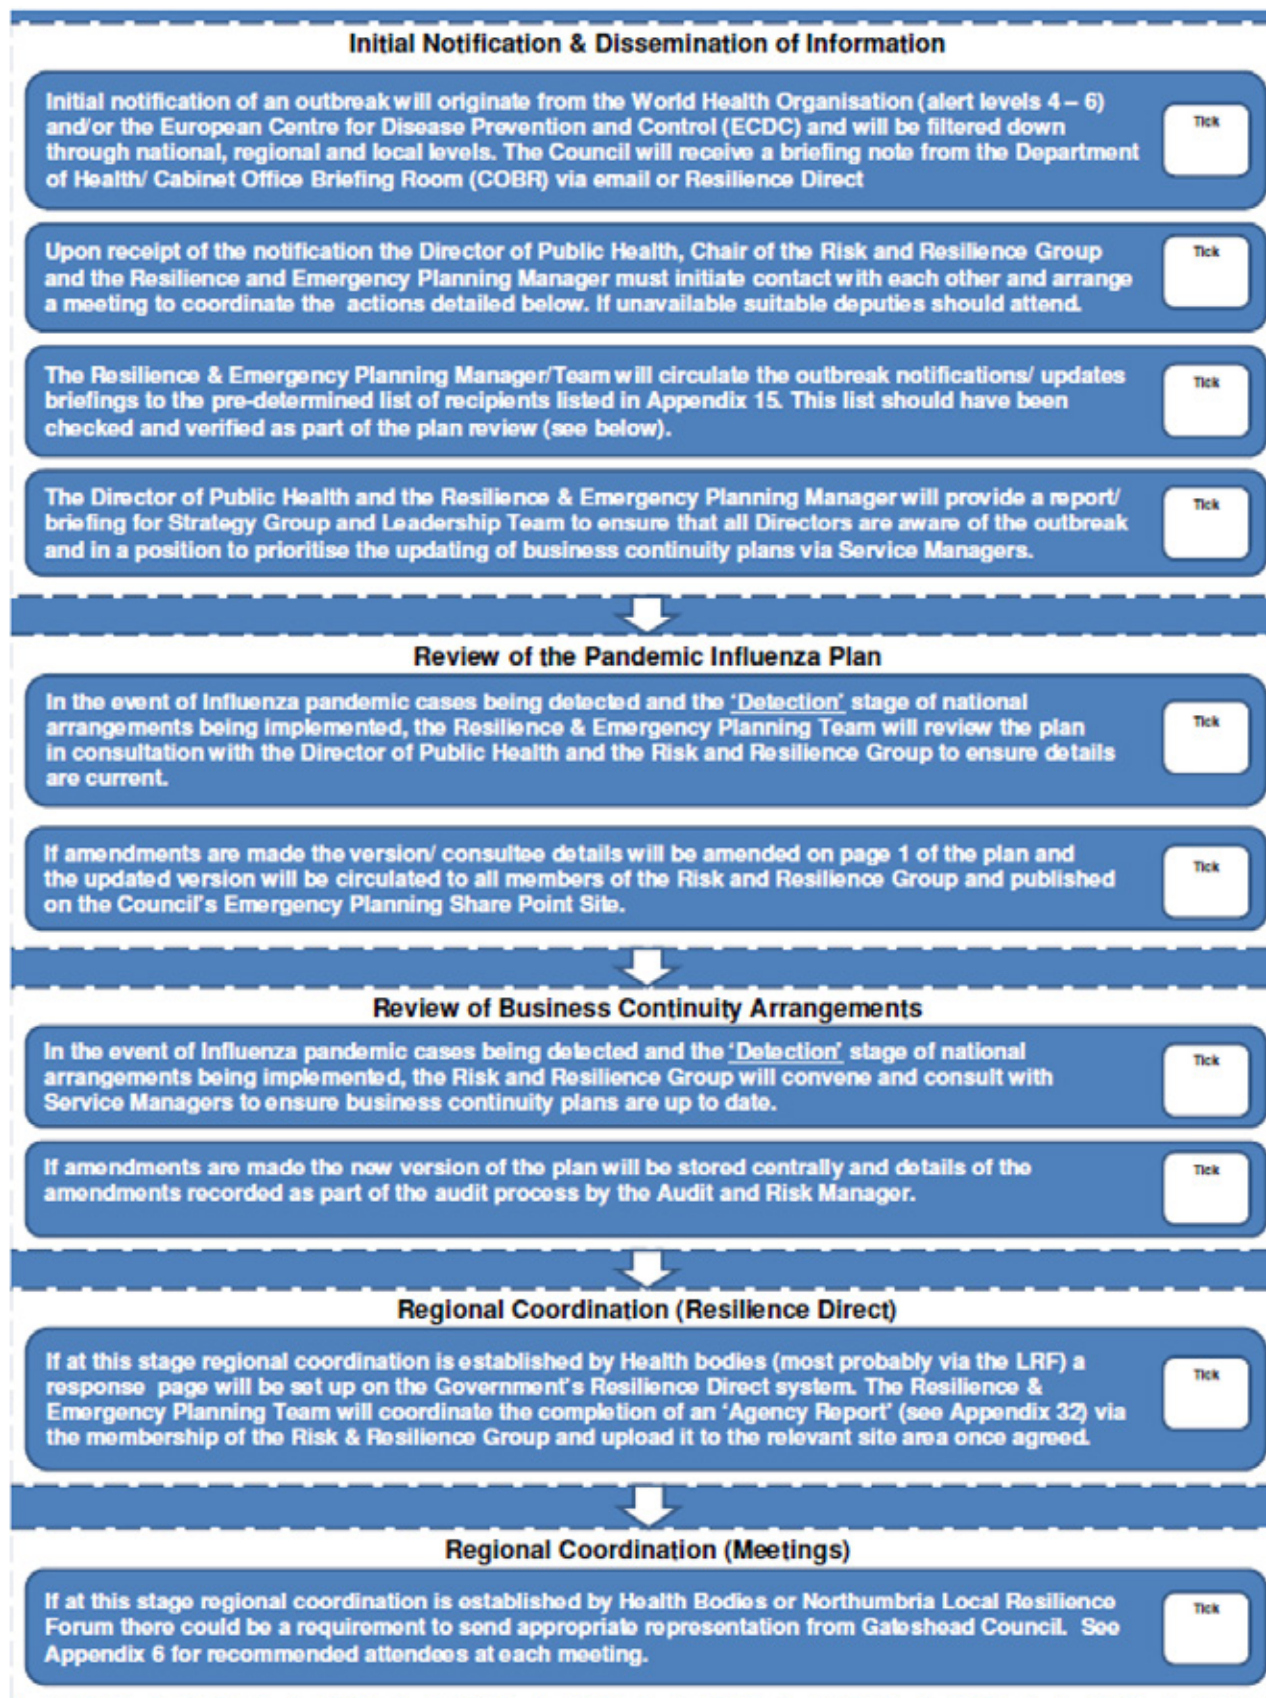 Initial Notification & Dissemination of Information
Initial notification of an outbreak will originate from the World Health Organisation (alert levels 4 – 6)
and/or the European Centre for Disease Prevention and Control (ECDC) and will be filtered down
through national, regional and local levels. The Council will receive a briefing note from the Department
of Health/ Cabinet Office Briefing Room (COBR) via email or Resilience Direct
Tick
Upon receipt of the notification the Director of Public Health, Chair of the Risk and Resilience Group
and the Resilience and Emergency Planning Manager must initiate contact with each other and arrange
a meeting to coordinate the  actions detailed below. If unavailable suitable deputies should attend.
Tick
The Resilience & Emergency Planning Manager/Team will circulate the outbreak notifications/ updates
briefings to the pre-determined list of recipients listed in Appendix 15. This list should have been
checked and verified as part of the plan review (see below).
Tick
The Director of Public Health and the Resilience & Emergency Planning Manager will provide a report/
briefing for Strategy Group and Leadership Team to ensure that all Directors are aware of the outbreak
and in a position to prioritise the updating of business continuity plans via Service Managers.
Tick
Review of the Pandemic Influenza Plan
In the event of Influenza pandemic cases being detected and the ‘Detection’ stage of national
arrangements being implemented, the Resilience & Emergency Planning Team will review the plan
in consultation with the Director of Public Health and the Risk and Resilience Group to ensure details
are current.
Tick
If amendments are made the version/ consultee details will be amended on page 1 of the plan and
the updated version will be circulated to all members of the Risk and Resilience Group and published
on the Council’s Emergency Planning Share Point Site.
Tick
Review of Business Continuity Arrangements
In the event of Influenza pandemic cases being detected and the ‘Detection’ stage of national
arrangements being implemented, the Risk and Resilience Group will convene and consult with
Service Managers to ensure business continuity plans are up to date.
Tick
If amendments are made the new version of the plan will be stored centrally and details of the
amendments recorded as part of the audit process by the Audit and Risk Manager.
Tick
Regional Coordination (Resilience Direct)
If at this stage regional coordination is established by Health bodies (most probably via the LRF) a
response  page will be set up on the Government’s Resilience Direct system. The Resilience &
Emergency Planning Team will coordinate the completion of an ‘Agency Report’ (see Appendix 32) via
the membership of the Risk & Resilience Group and upload it to the relevant site area once agreed.
Tick
Regional Coordination (Meetings)
If at this stage regional coordination is established by Health Bodies or Northumbria Local Resilience
Forum there could be a requirement to send appropriate representation from Gateshead Council.  See
Appendix 6 for recommended attendees at each meeting.
Tick